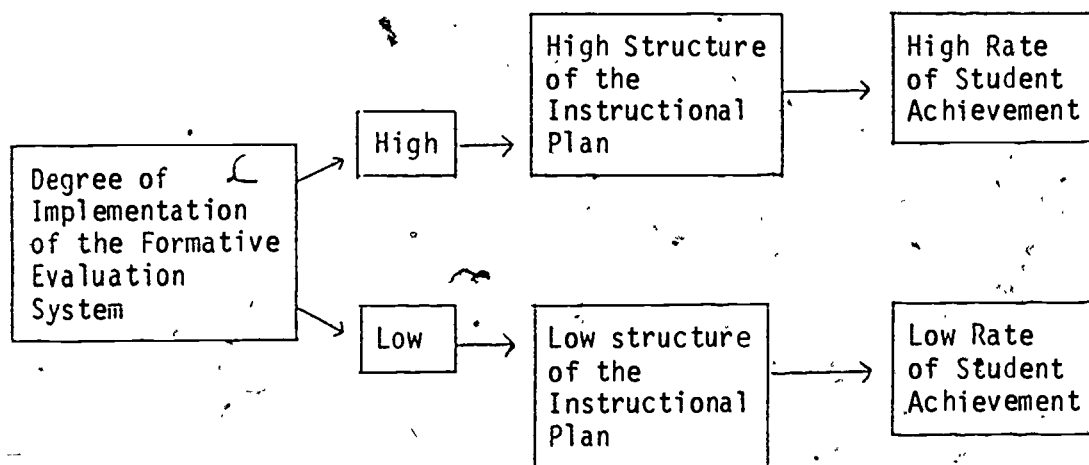 Degree of
Implementation
of the Formative
Evaluation
System
High
High Structure
of the
Instructional
Plan
High Rate
of Student
Achievement
Low
Low structure
of the
Instructional
Plan
Low Rate
of Student
Achievement